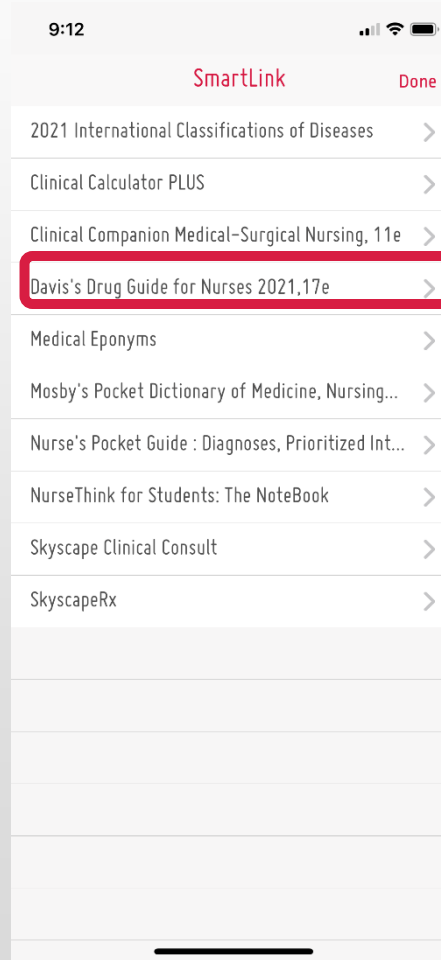 9:12
SmartLink
Done
2021 International Classifications of Diseases
Clinical Calculator PLUS
Clinical Companion Medical-Surgical Nursing, 11e
Davis's Drug Guide for Nurses 2021,17e
Medical Eponyms
Mosby's Pocket Dictionary of Medicine, Nursing...
Nurse's Pocket Guide : Diagnoses, Prioritized Int...
NurseThink for Students: The NoteBook
Skyscape Clinical Consult
SkyscapeRx